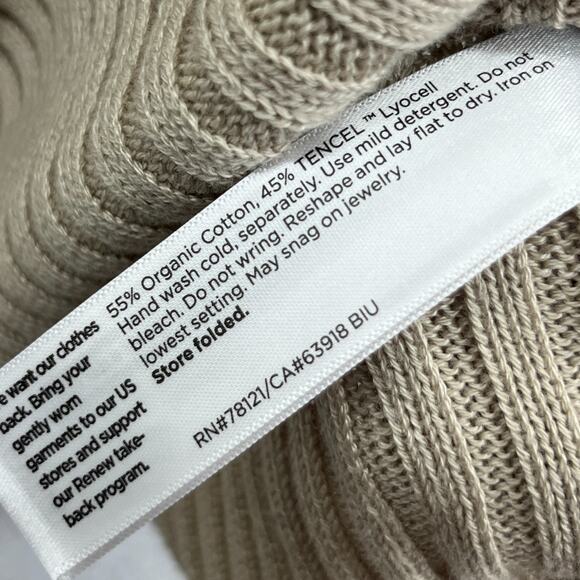 55% Organic Cotton, 45% TENCEL™ Lyocell
Hand wash cold, separately. Use mild detergent. Do not
bleach. Do not wring. Reshape and lay flat to dry. Iron on
lowest setting. May snag on jewelry.
Store folded.
RN#78121/CA#63918 BIU
want our clothes
back. Bring your
gently worn
garments to our US
stores and support
our Renew take-
back program.